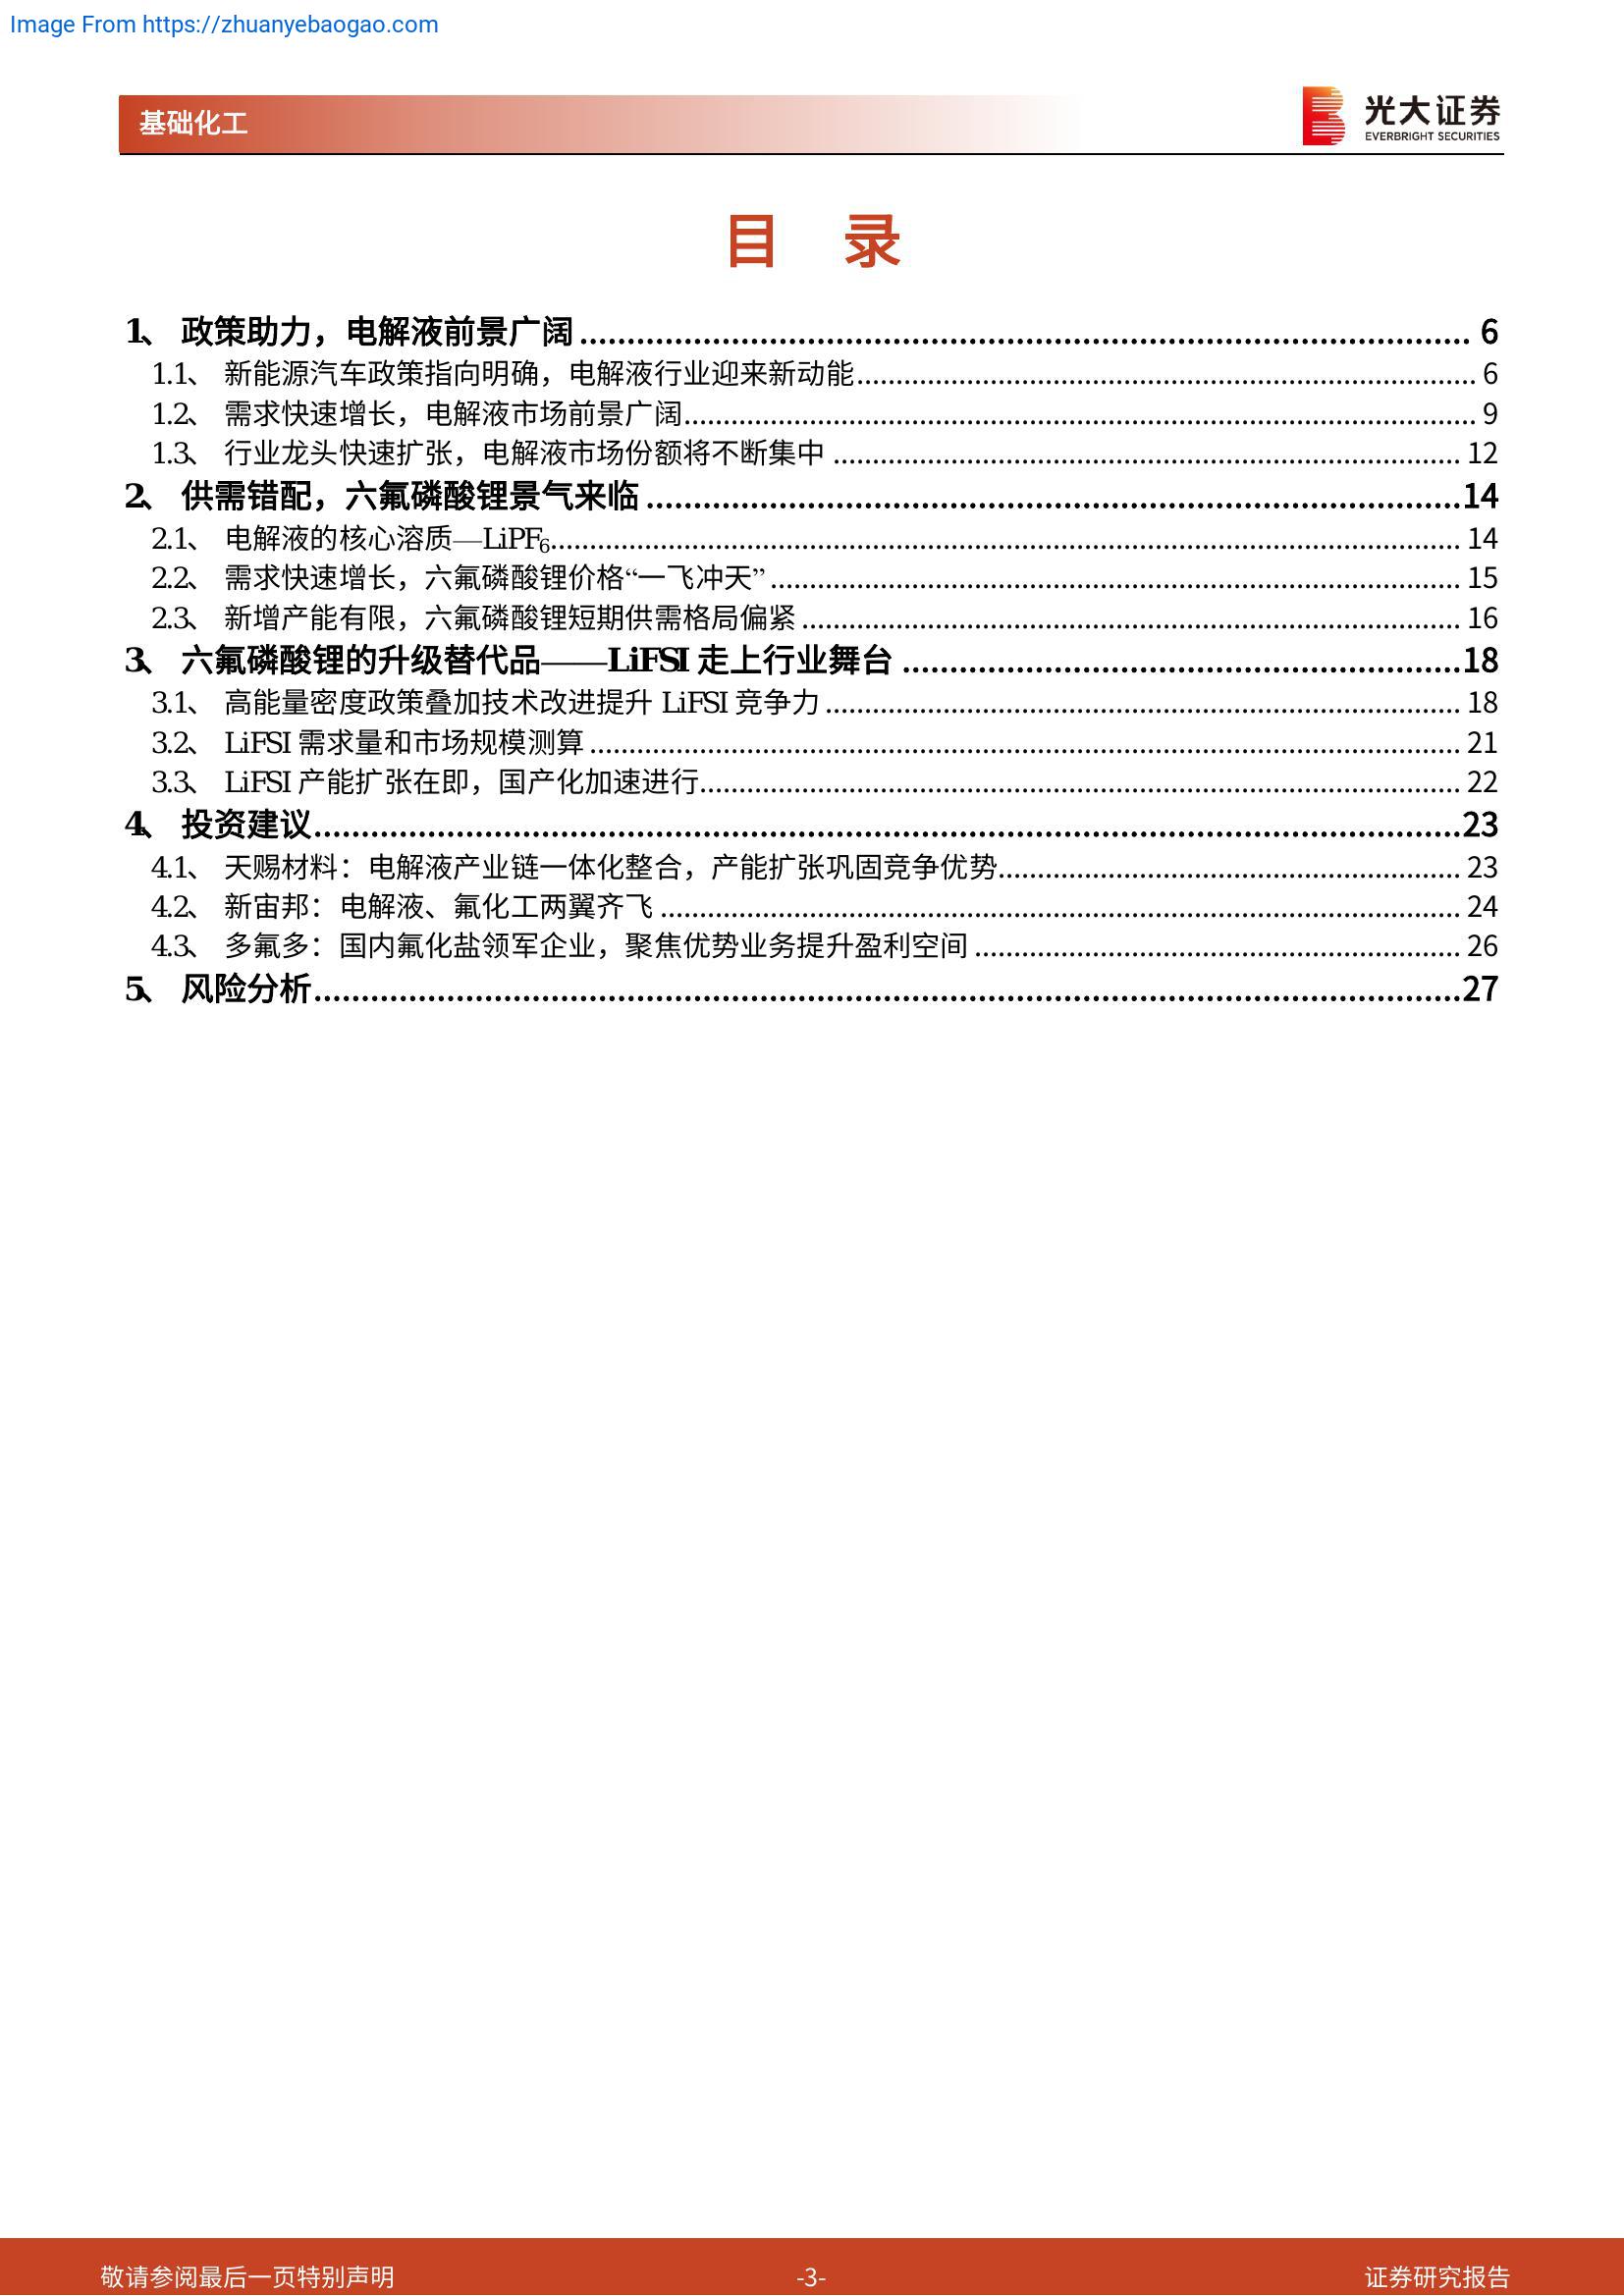 Image From https://zhuanyebaogao.com
基础化工
光大证券
EVERBRIGHT SECURITIES
目 录
1、 政策助力，电解液前景广阔 6
1.1、 新能源汽车政策指向明确，电解液行业迎来新动能 6
1.2、 需求快速增长，电解液市场前景广阔 9
1.3、 行业龙头快速扩张，电解液市场份额将不断集中 12
2、 供需错配，六氟磷酸锂景气来临 14
2.1、 电解液的核心溶质—LiPF₆ 14
2.2、 需求快速增长，六氟磷酸锂价格“一飞冲天” 15
2.3、 新增产能有限，六氟磷酸锂短期供需格局偏紧 16
3、 六氟磷酸锂的升级替代品——LiFSI 走上行业舞台 18
3.1、 高能量密度政策叠加技术改进提升 LiFSI 竞争力 18
3.2、 LiFSI 需求量和市场规模测算 21
3.3、 LiFSI 产能扩张在即，国产化加速进行 22
4、 投资建议 23
4.1、 天赐材料：电解液产业链一体化整合，产能扩张巩固竞争优势 23
4.2、 新宙邦：电解液、氟化工两翼齐飞 24
4.3、 多氟多：国内氟化盐领军企业，聚焦优势业务提升盈利空间 26
5、 风险分析 27
敬请参阅最后一页特别声明 -3- 证券研究报告